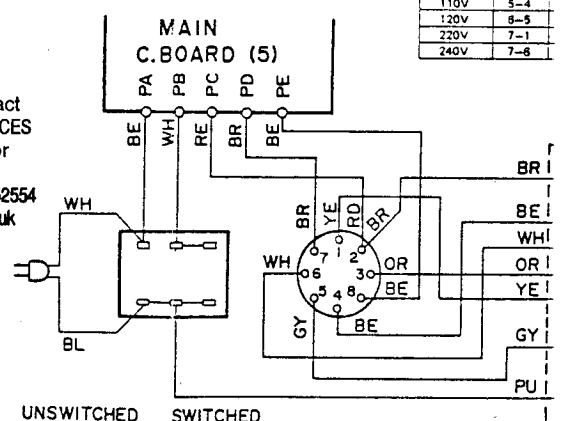 110V 5-4
120V 8-5
220V 7-1
240V 7-6
MAIN
C.BOARD (5)
PA PB PC PD PE
BE WH RE BR BE
act
CES
or
2554
uk
WH
BL
BR YE RD BR
7 1 2
WH 6 3 OR
5 4 8 BE
GY BE
BR
BE
WH
OR
YE
GY
PU
UNSWITCHED SWITCHED